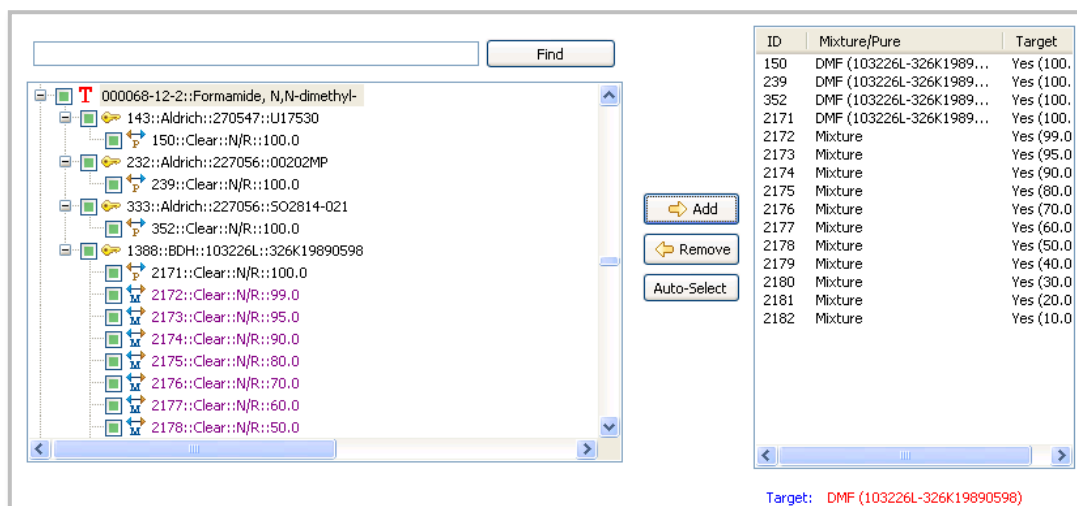 Find
T 000068-12-2::Formamide, N,N-dimethyl-
143::Aldrich::270547::U17530
P 150::Clear::N/R::100.0
232::Aldrich::227056::00202MP
P 239::Clear::N/R::100.0
333::Aldrich::227056::SO2814-021
P 352::Clear::N/R::100.0
1388::BDH::103226L::326K19890598
P 2171::Clear::N/R::100.0
M 2172::Clear::N/R::99.0
M 2173::Clear::N/R::95.0
M 2174::Clear::N/R::90.0
M 2175::Clear::N/R::80.0
M 2176::Clear::N/R::70.0
M 2177::Clear::N/R::60.0
M 2178::Clear::N/R::50.0
Add
Remove
Auto-Select
ID Mixture/Pure Target
150 DMF (103226L-326K1989... Yes (100.
239 DMF (103226L-326K1989... Yes (100.
352 DMF (103226L-326K1989... Yes (100.
2171 DMF (103226L-326K1989... Yes (100.
2172 Mixture Yes (99.0
2173 Mixture Yes (95.0
2174 Mixture Yes (90.0
2175 Mixture Yes (80.0
2176 Mixture Yes (70.0
2177 Mixture Yes (60.0
2178 Mixture Yes (50.0
2179 Mixture Yes (40.0
2180 Mixture Yes (30.0
2181 Mixture Yes (20.0
2182 Mixture Yes (10.0
Target: DMF (103226L-326K19890598)